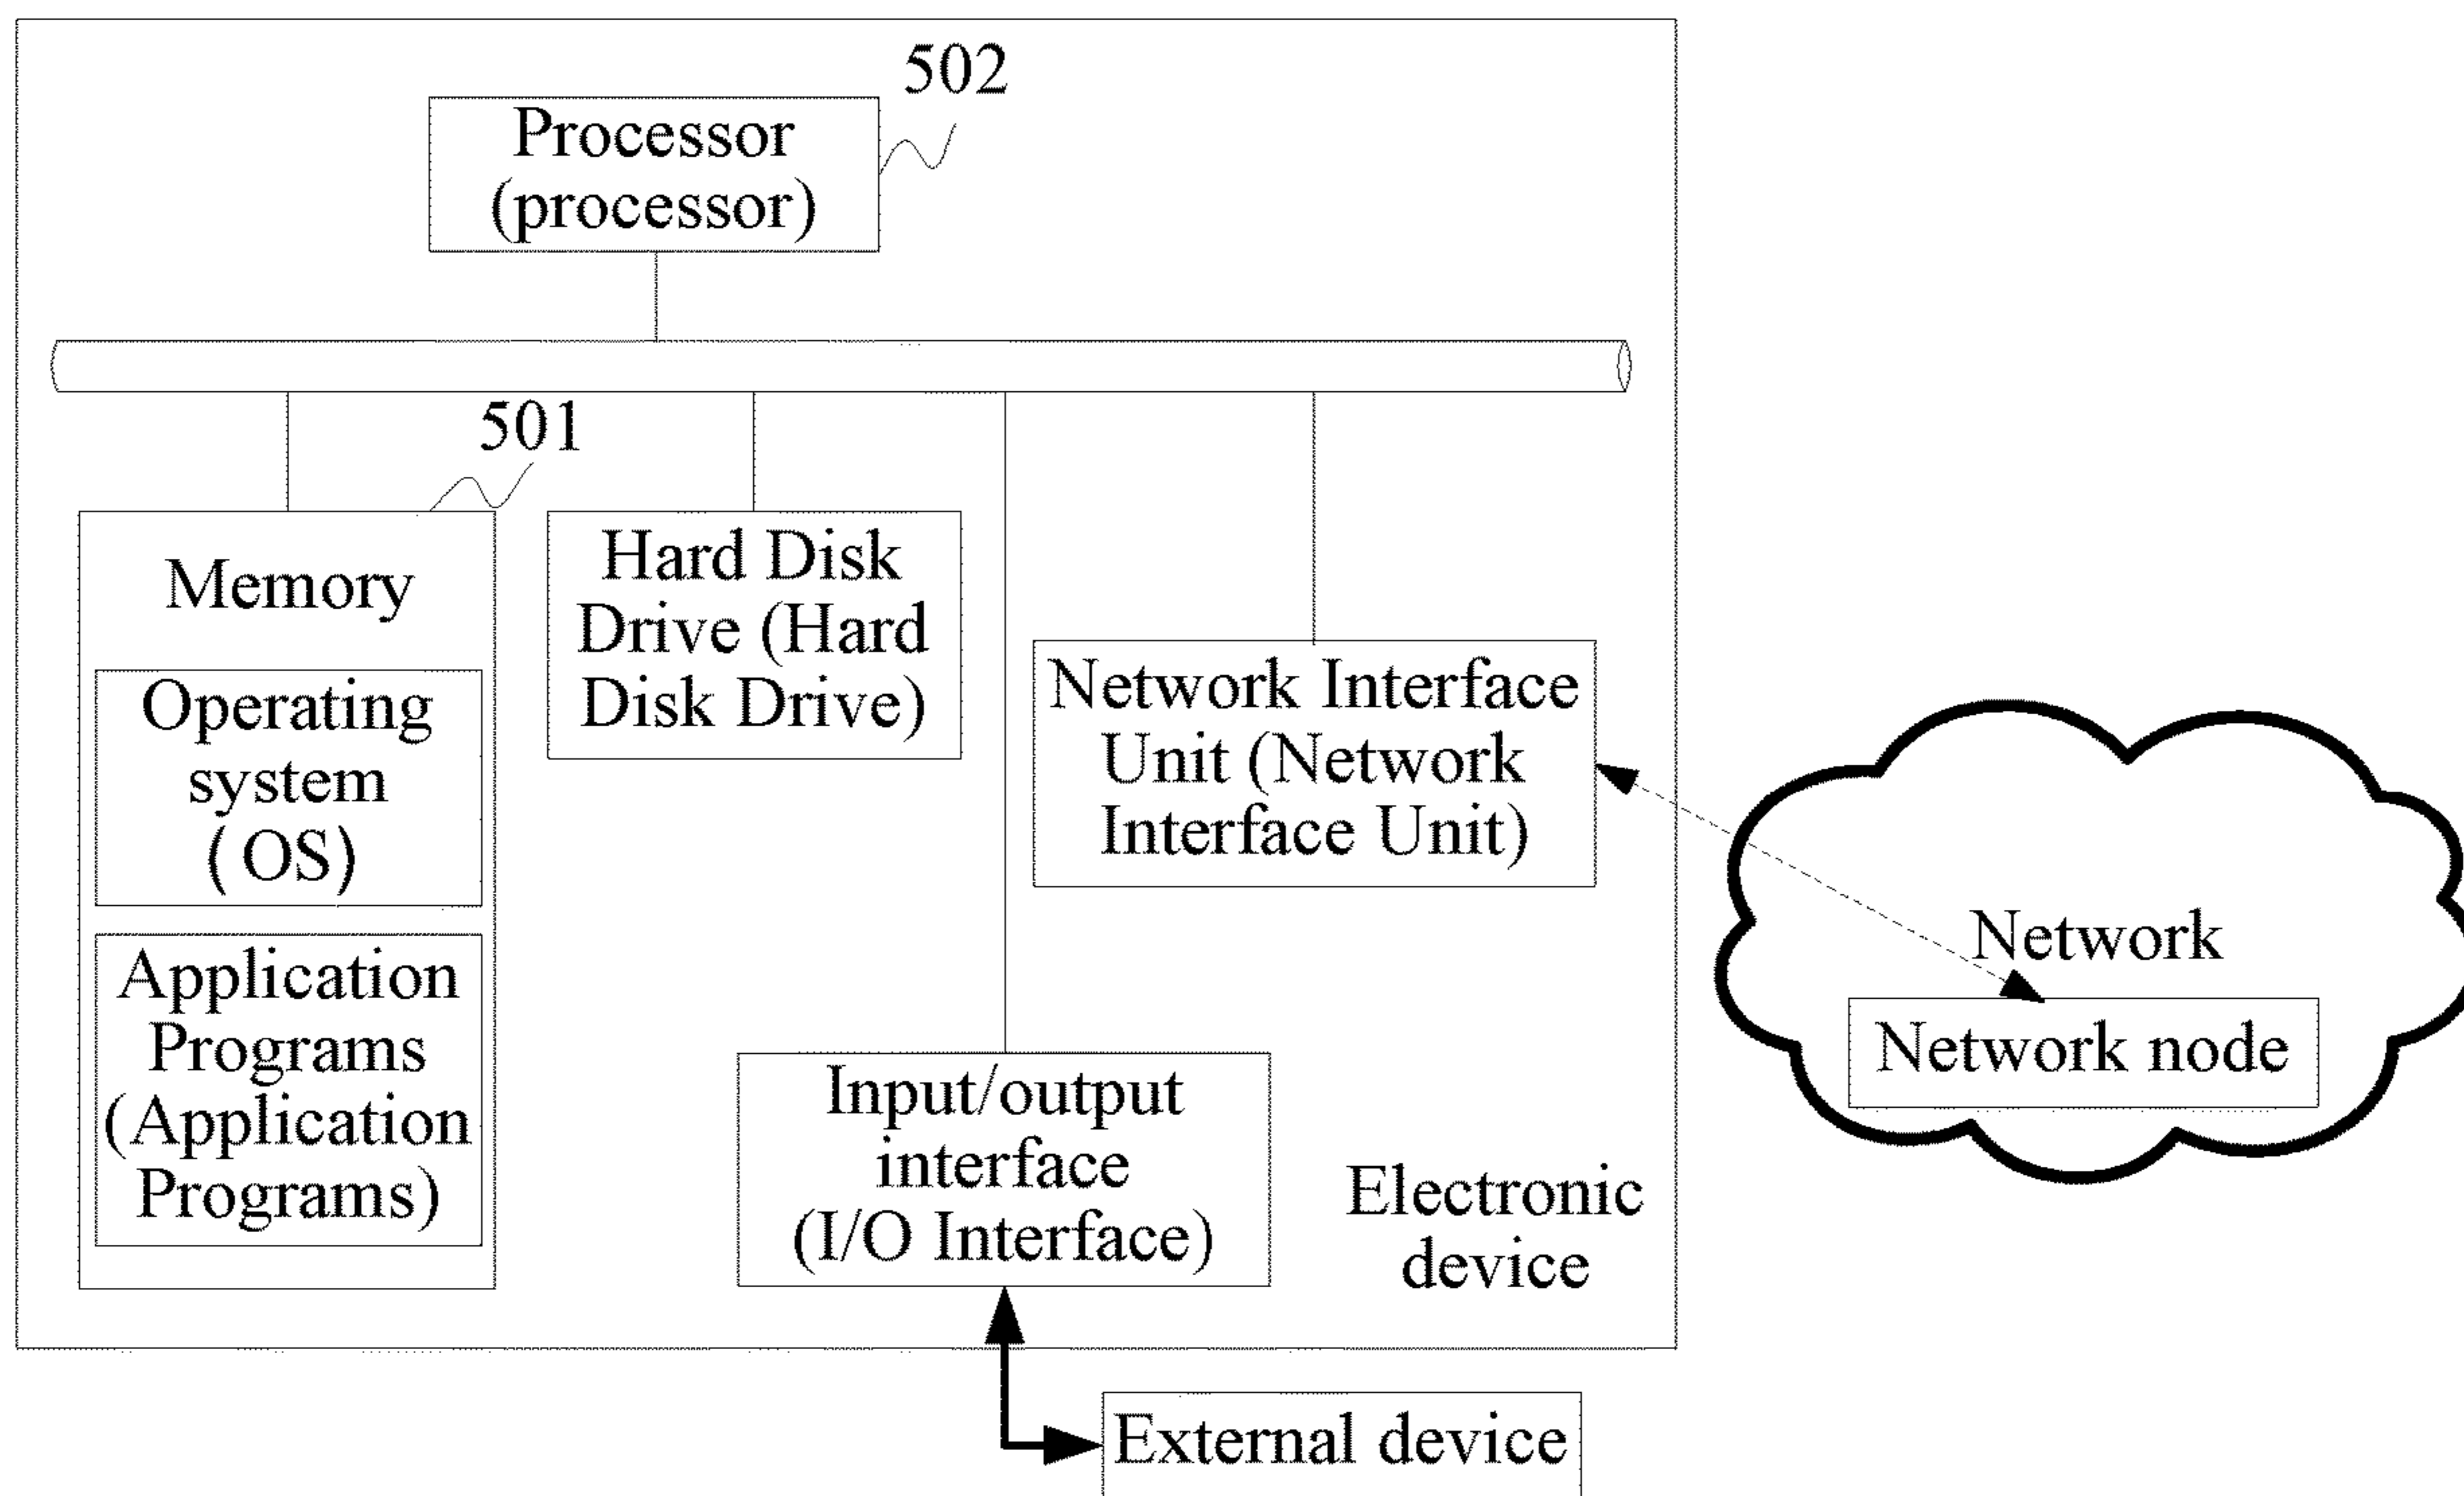 502
Processor
(processor)
501
Memory
Operating
system
(OS)
Application
Programs
(Application
Programs)
Hard Disk
Drive (Hard
Disk Drive)
Network Interface
Unit (Network
Interface Unit)
Input/output
interface
(I/O Interface)
Electronic
device
Network
Network node
External device